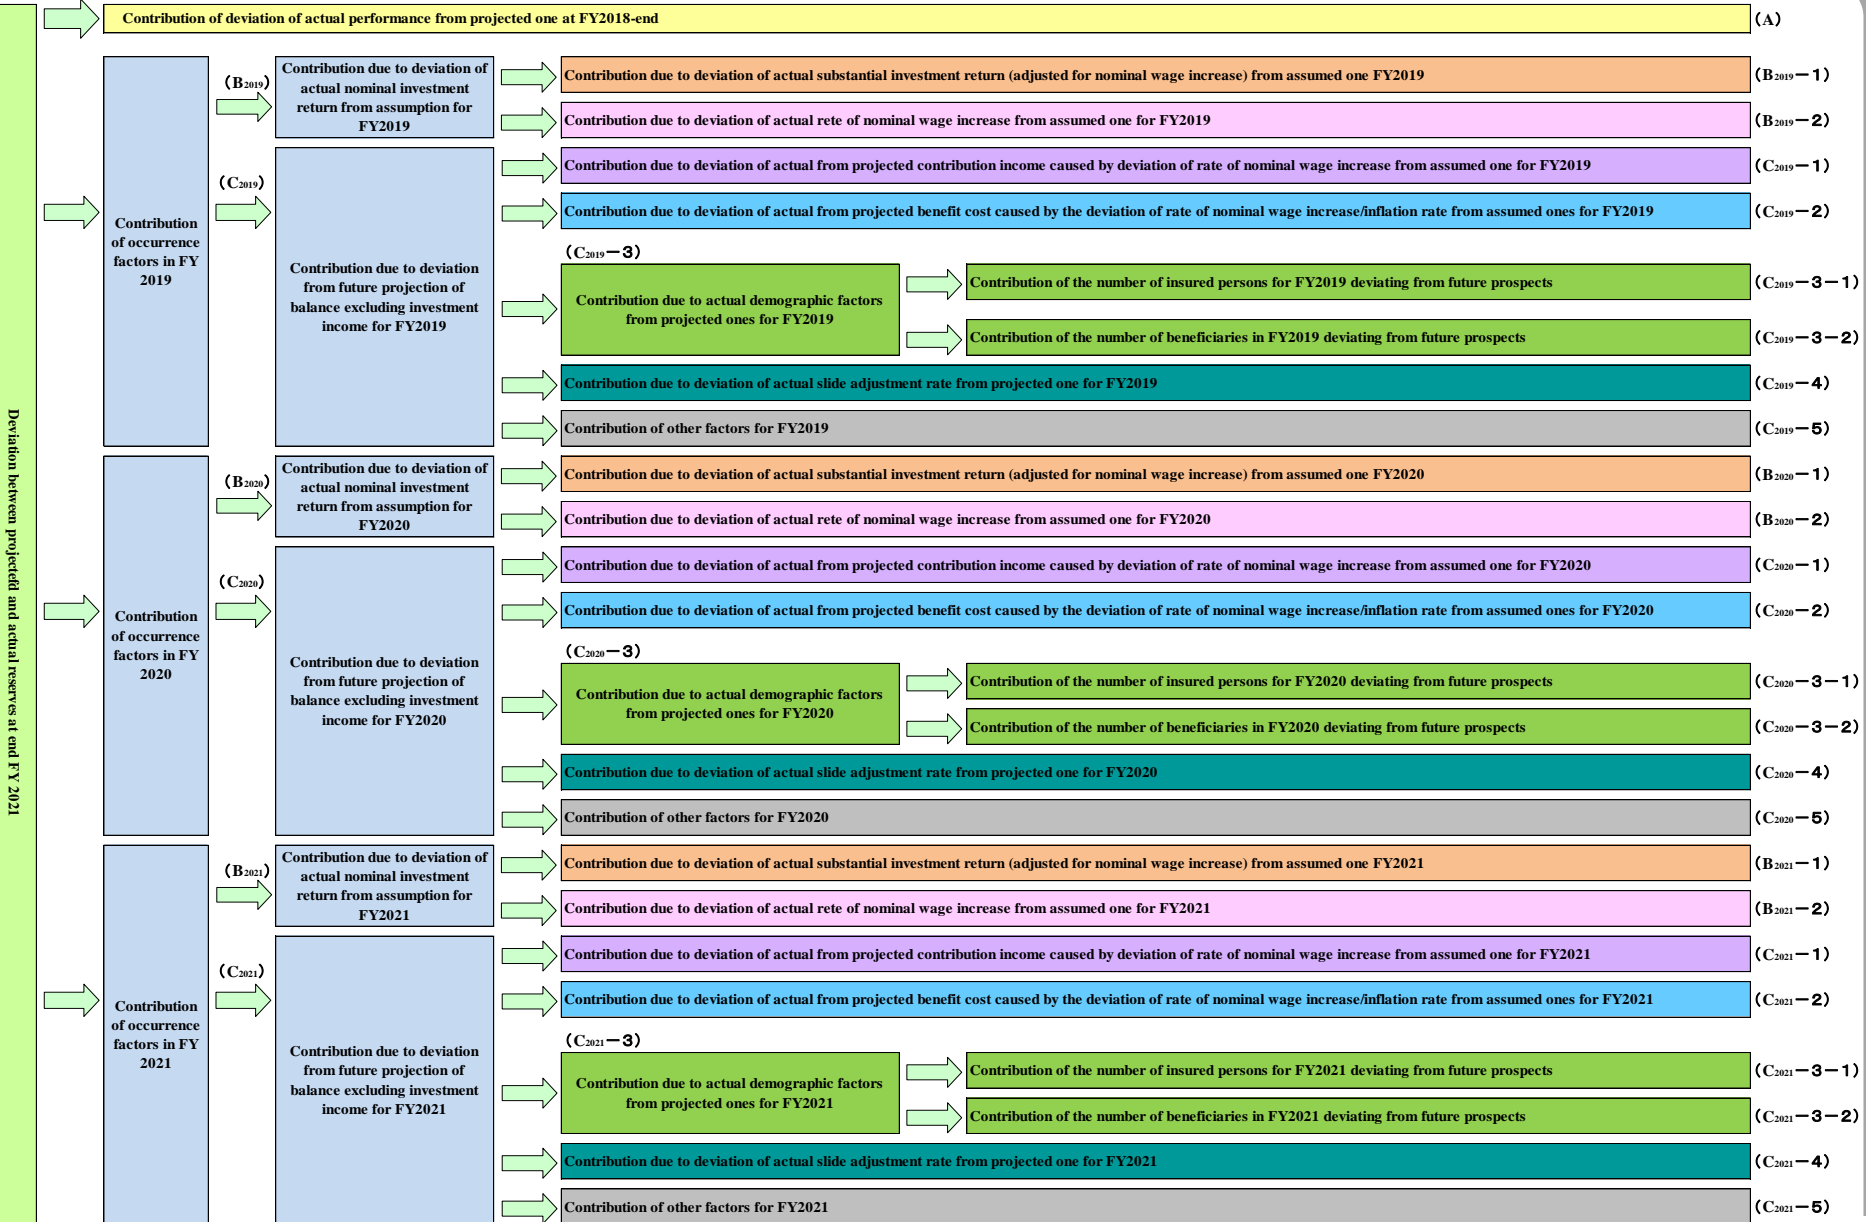 Deviation between projectefd and actual reserves at end FY 2021
Contribution of deviation of actual performance from projected one at FY2018-end
(A)
Contribution
of occurrence
factors in FY
2019
(B2019)
Contribution due to deviation of
actual nominal investment
return from assumption for
FY2019
Contribution due to deviation of actual substantial investment return (adjusted for nominal wage increase) from assumed one FY2019
(B2019－1)
Contribution due to deviation of actual rete of nominal wage increase from assumed one for FY2019
(B2019－2)
(C2019)
Contribution due to deviation
from future projection of
balance excluding investment
income for FY2019
Contribution due to deviation of actual from projected contribution income caused by deviation of rate of nominal wage increase from assumed one for FY2019
(C2019－1)
Contribution due to deviation of actual from projected benefit cost caused by the deviation of rate of nominal wage increase/inflation rate from assumed ones for FY2019
(C2019－2)
(C2019－3)
Contribution due to actual demographic factors
from projected ones for FY2019
Contribution of the number of insured persons for FY2019 deviating from future prospects
(C2019－3－1)
Contribution of the number of beneficiaries in FY2019 deviating from future prospects
(C2019－3－2)
Contribution due to deviation of actual slide adjustment rate from projected one for FY2019
(C2019－4)
Contribution of other factors for FY2019
(C2019－5)
Contribution
of occurrence
factors in FY
2020
(B2020)
Contribution due to deviation of
actual nominal investment
return from assumption for
FY2020
Contribution due to deviation of actual substantial investment return (adjusted for nominal wage increase) from assumed one FY2020
(B2020－1)
Contribution due to deviation of actual rete of nominal wage increase from assumed one for FY2020
(B2020－2)
(C2020)
Contribution due to deviation
from future projection of
balance excluding investment
income for FY2020
Contribution due to deviation of actual from projected contribution income caused by deviation of rate of nominal wage increase from assumed one for FY2020
(C2020－1)
Contribution due to deviation of actual from projected benefit cost caused by the deviation of rate of nominal wage increase/inflation rate from assumed ones for FY2020
(C2020－2)
(C2020－3)
Contribution due to actual demographic factors
from projected ones for FY2020
Contribution of the number of insured persons for FY2020 deviating from future prospects
(C2020－3－1)
Contribution of the number of beneficiaries in FY2020 deviating from future prospects
(C2020－3－2)
Contribution due to deviation of actual slide adjustment rate from projected one for FY2020
(C2020－4)
Contribution of other factors for FY2020
(C2020－5)
Contribution
of occurrence
factors in FY
2021
(B2021)
Contribution due to deviation of
actual nominal investment
return from assumption for
FY2021
Contribution due to deviation of actual substantial investment return (adjusted for nominal wage increase) from assumed one FY2021
(B2021－1)
Contribution due to deviation of actual rete of nominal wage increase from assumed one for FY2021
(B2021－2)
(C2021)
Contribution due to deviation
from future projection of
balance excluding investment
income for FY2021
Contribution due to deviation of actual from projected contribution income caused by deviation of rate of nominal wage increase from assumed one for FY2021
(C2021－1)
Contribution due to deviation of actual from projected benefit cost caused by the deviation of rate of nominal wage increase/inflation rate from assumed ones for FY2021
(C2021－2)
(C2021－3)
Contribution due to actual demographic factors
from projected ones for FY2021
Contribution of the number of insured persons for FY2021 deviating from future prospects
(C2021－3－1)
Contribution of the number of beneficiaries in FY2021 deviating from future prospects
(C2021－3－2)
Contribution due to deviation of actual slide adjustment rate from projected one for FY2021
(C2021－4)
Contribution of other factors for FY2021
(C2021－5)